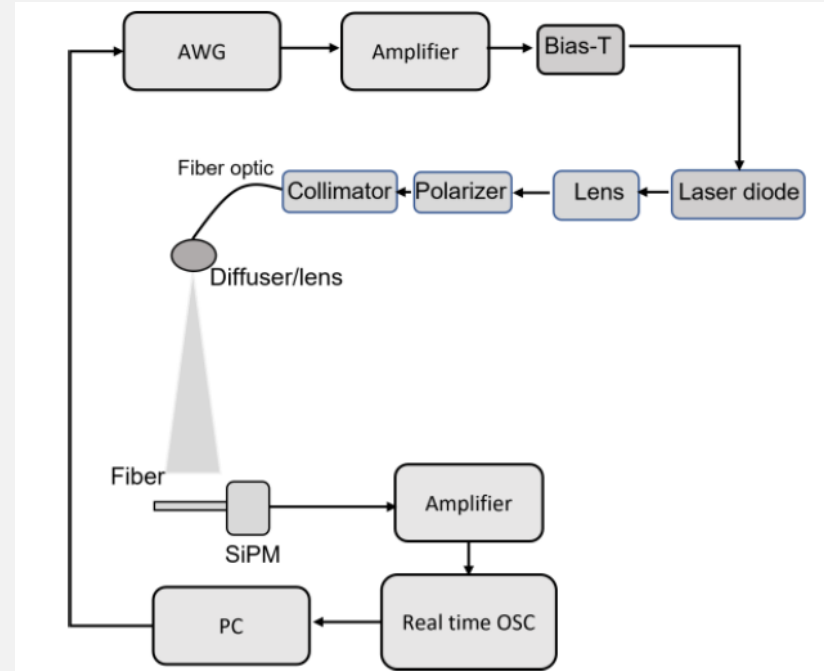 AWG
Amplifier
Bias-T
Fiber optic
Collimator
Polarizer
Lens
Laser diode
Diffuser/lens
Fiber
SiPM
Amplifier
PC
Real time OSC